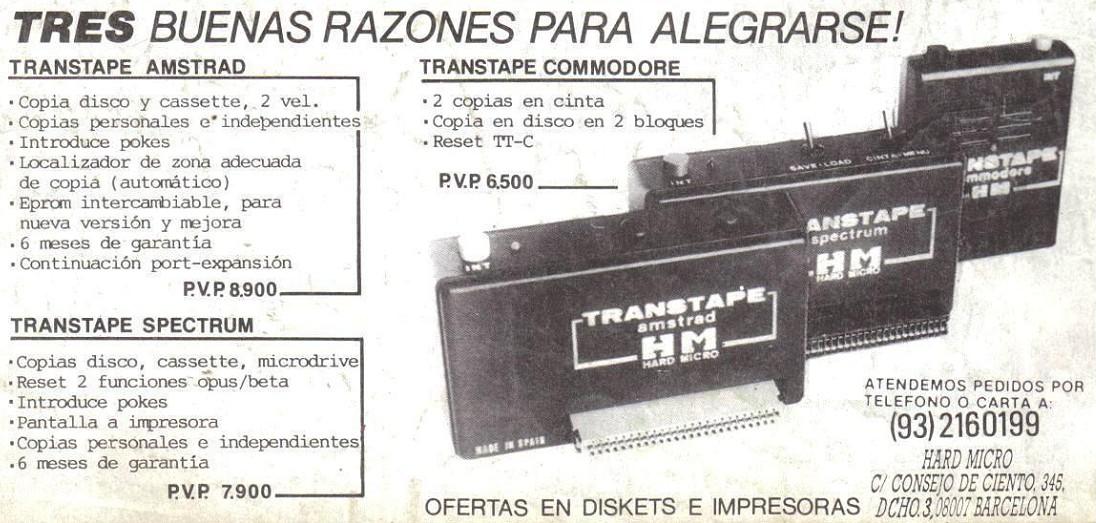 TRES BUENAS RAZONES PARA ALEGRARSE!
TRANSTAPE AMSTRAD
· Copia disco y cassette, 2 vel.
· Copias personales e independientes
· Introduce pokes
· Localizador de zona adecuada
de copia (automático)
· Eprom intercambiable, para
nueva versión y mejora
· 6 meses de garantía
· Continuación port-expansión
P.V.P. 8.900
TRANSTAPE SPECTRUM
· Copias disco, cassette, microdrive
· Reset 2 funciones opus/beta
· Introduce pokes
· Pantalla a impresora
· Copias personales e independientes
· 6 meses de garantía
P.V.P. 7.900
TRANSTAPE COMMODORE
· 2 copias en cinta
· Copia en disco en 2 bloques
· Reset TT-C
P.V.P. 6.500
INT
NSTAPE
mmodore
HM
INT
SAVE-LOAD
CINTA-MENU
ANSTAPE
spectrum
HM
HARD MICRO
INT
TRANSTAPE
amstrad
HM
HARD MICRO
MADE IN SPAIN
ATENDEMOS PEDIDOS POR
TELEFONO O CARTA A:
(93) 2160199
HARD MICRO
C/ CONSEJO DE CIENTO, 345,
DCHO. 3, 08007 BARCELONA
OFERTAS EN DISKETS E IMPRESORAS